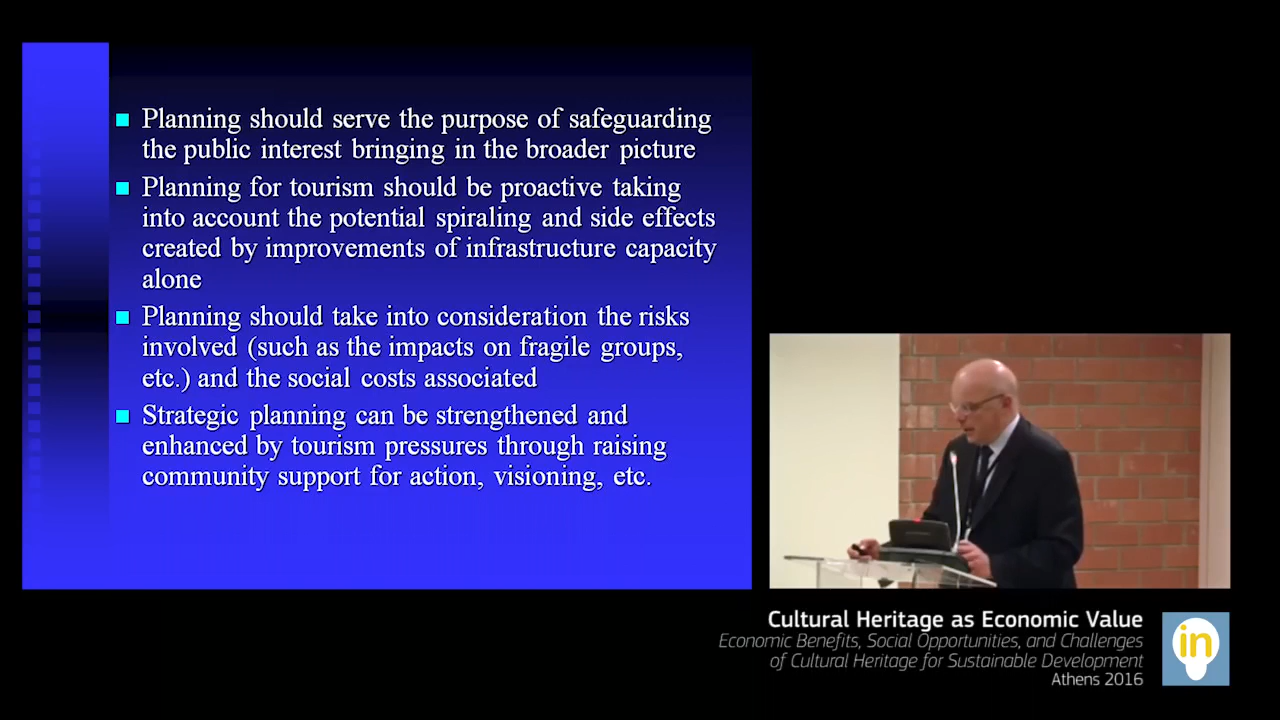 Planning should serve the purpose of safeguarding
the public interest bringing in the broader picture
Planning for tourism should be proactive taking
into account the potential spiraling and side effects
created by improvements of infrastructure capacity
alone
Planning should take into consideration the risks
involved (such as the impacts on fragile groups,
etc.) and the social costs associated
Strategic planning can be strengthened and
enhanced by tourism pressures through raising
community support for action, visioning, etc.
Cultural Heritage as Economic Value
Economic Benefits, Social Opportunities, and Challenges
of Cultural Heritage for Sustainable Development
Athens 2016
in